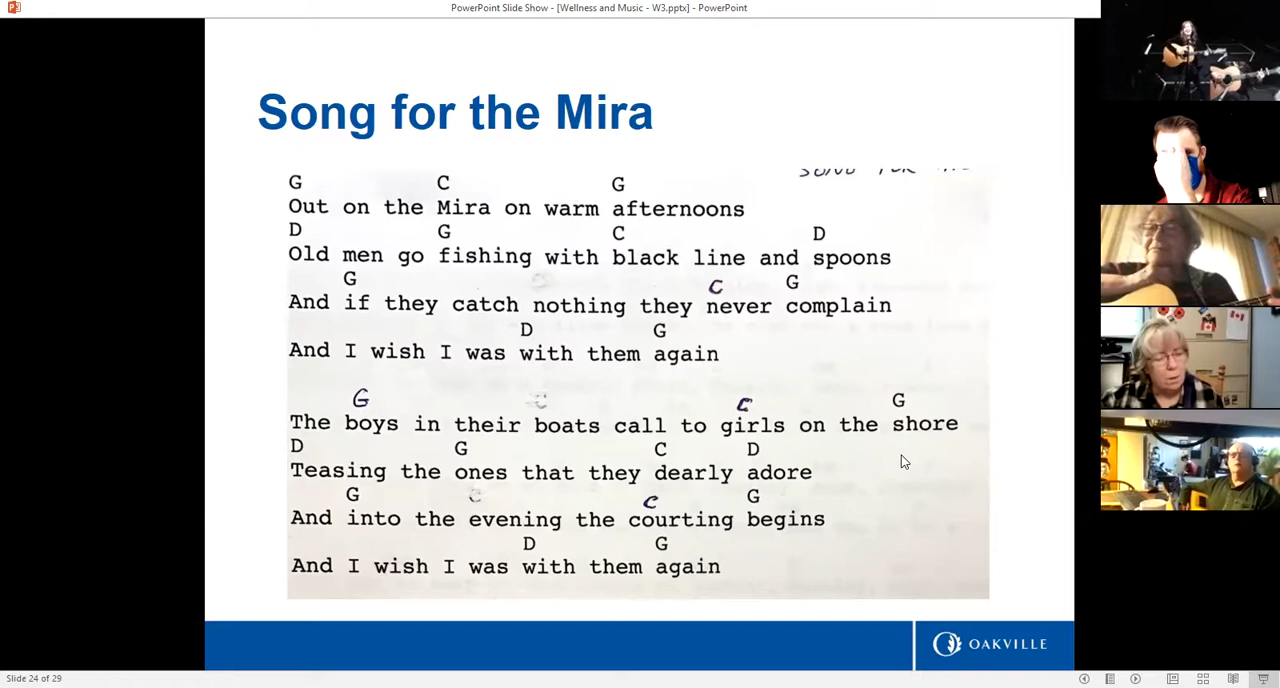 PowerPoint Slide Show - [Wellness and Music - W3.pptx] - PowerPoint
Song for the Mira
SONG FOR
G C G
Out on the Mira on warm afternoons
D G C D
Old men go fishing with black line and spoons
G C G
And if they catch nothing they never complain
D G
And I wish I was with them again
G C G
The boys in their boats call to girls on the shore
D G C D
Teasing the ones that they dearly adore
G C G
And into the evening the courting begins
D G
And I wish I was with them again
OAKVILLE
Slide 24 of 29